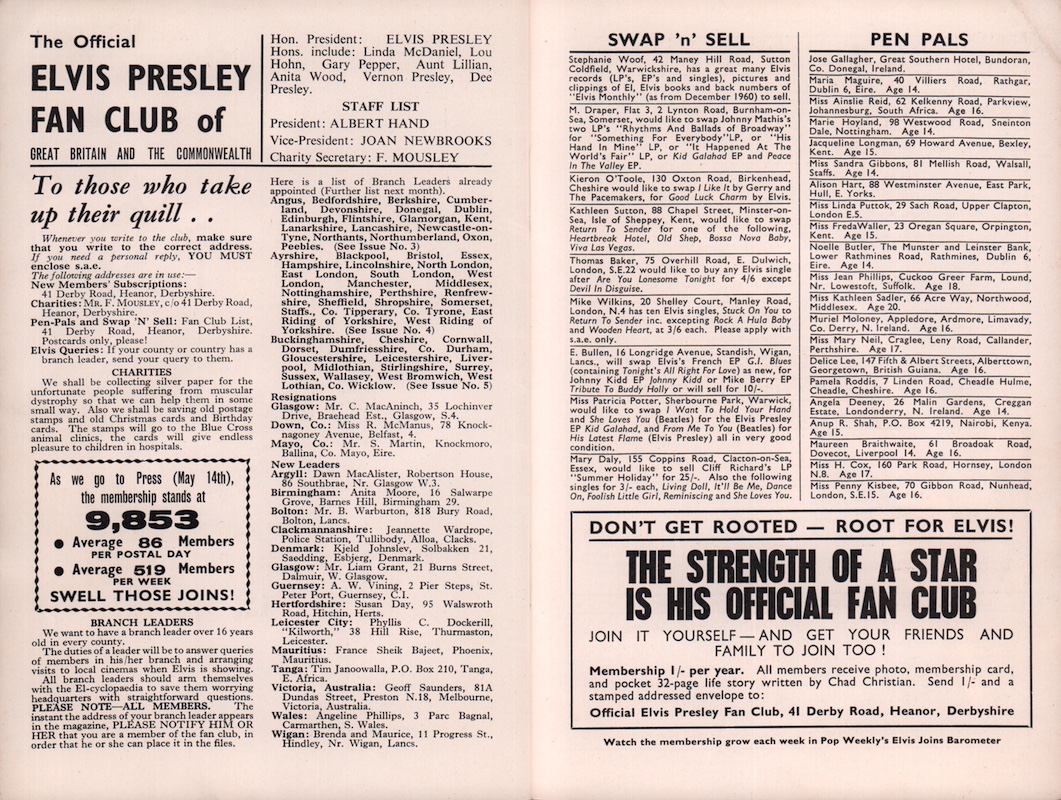 The Official
ELVIS PRESLEY
FAN CLUB of
GREAT BRITAIN AND THE COMMONWEALTH
Hon. President: ELVIS PRESLEY
Hons. include: Linda McDaniel, Lou
Hohn, Gary Pepper, Aunt Lillian,
Anita Wood, Vernon Presley, Dee
Presley.
STAFF LIST
President: ALBERT HAND
Vice-President: JOAN NEWBROOKS
Charity Secretary: F. MOUSLEY
To those who take
up their quill . .
Whenever you write to the club, make sure
that you write to the correct address.
If you need a personal reply, YOU MUST
enclose s.a.e.
The following addresses are in use:—
New Members' Subscriptions:
41 Derby Road, Heanor, Derbyshire.
Charities: MR. F. MOUSLEY, c/o 41 Derby Road,
Heanor, Derbyshire.
Pen-Pals and Swap 'N' Sell: Fan Club List,
41 Derby Road, Heanor, Derbyshire.
Postcards only, please!
Elvis Queries: If your county or country has a
branch leader, send your query to them.
CHARITIES
We shall be collecting silver paper for the
unfortunate people suffering from muscular
dystrophy so that we can help them in some
small way. Also we shall be saving old postage
stamps and old Christmas cards and Birthday
cards. The stamps will go to the Blue Cross
animal clinics, the cards will give endless
pleasure to children in hospitals.
As we go to Press (May 14th),
the membership stands at
9,853
● Average 86 Members
PER POSTAL DAY
● Average 519 Members
PER WEEK
SWELL THOSE JOINS!
BRANCH LEADERS
We want to have a branch leader over 16 years
old in every county.
The duties of a leader will be to answer queries
of members in his/her branch and arranging
visits to local cinemas when Elvis is showing.
All branch leaders should arm themselves
with the El-cyclopaedia to save them worrying
headquarters with straightforward questions.
PLEASE NOTE—ALL MEMBERS. The
instant the address of your branch leader appears
in the magazine, PLEASE NOTIFY HIM OR
HER that you are a member of the fan club, in
order that he or she can place it in the files.
Here is a list of Branch Leaders already
appointed (Further list next month).
Angus, Bedfordshire, Berkshire, Cumber-
land, Devonshire, Donegal, Dublin,
Edinburgh, Flintshire, Glamorgan, Kent,
Lanarkshire, Lancashire, Newcastle-on-
Tyne, Northants, Northumberland, Oxon,
Peebles. (See Issue No. 3)
Ayrshire, Blackpool, Bristol, Essex,
Hampshire, Lincolnshire, North London,
East London, South London, West
London, Manchester, Middlesex,
Nottinghamshire, Perthshire, Renfrew-
shire, Sheffield, Shropshire, Somerset,
Staffs., Co. Tipperary, Co. Tyrone, East
Riding of Yorkshire, West Riding of
Yorkshire. (See Issue No. 4)
Buckinghamshire, Cheshire, Cornwall,
Dorset, Dumfriesshire, Co. Durham,
Gloucestershire, Leicestershire, Liver-
pool, Midlothian, Stirlingshire, Surrey,
Sussex, Wallasey, West Bromwich, West
Lothian, Co. Wicklow. (See Issue No. 5)
Resignations
Glasgow: Mr. C. MacAninch, 35 Lochinver
Drive, Braehead Est., Glasgow, S.4.
Down, Co.: Miss R. McManus, 78 Knock-
nagoney Avenue, Belfast, 4.
Mayo, Co.: Mr. S. Martin, Knockmoro,
Ballina, Co. Mayo, Eire.
New Leaders
Argyll: Dawn MacAlister, Robertson House,
86 Southbrae, Nr. Glasgow W.3.
Birmingham: Anita Moore, 16 Salwarpe
Grove, Barnes Hill, Birmingham 29.
Bolton: Mr. B. Warburton, 818 Bury Road,
Bolton, Lancs.
Clackmannanshire: Jeannette Wardrope,
Police Station, Tullibody, Alloa, Clacks.
Denmark: Kjeld Johnslev, Solbakken 21,
Saedding, Esbjerg, Denmark.
Glasgow: Mr. Liam Grant, 21 Burns Street,
Dalmuir, W. Glasgow.
Guernsey: A. W. Vining, 2 Pier Steps, St.
Peter Port, Guernsey, C.I.
Hertfordshire: Susan Day, 95 Walsworth
Road, Hitchin, Herts.
Leicester City: Phyllis C. Dockerill,
"Kilworth," 38 Hill Rise, Thurmaston,
Leicester.
Mauritius: France Sheik Bajeet, Phoenix,
Mauritius.
Tanga: Tim Janoowalla, P.O. Box 210, Tanga,
E. Africa.
Victoria, Australia: Geoff Saunders, 81A
Dundas Street, Preston N.18, Melbourne,
Victoria, Australia.
Wales: Angeline Phillips, 3 Parc Bagnal,
Carmarthen, S. Wales.
Wigan: Brenda and Maurice, 11 Progress St.,
Hindley, Nr. Wigan, Lancs.
SWAP 'n' SELL
Stephanie Woof, 42 Maney Hill Road, Sutton
Coldfield, Warwickshire, has a great many Elvis
records (LP's, EP's and singles), pictures and
clippings of El, Elvis books and back numbers of
"Elvis Monthly" (as from December 1960) to sell.
M. Draper, Flat 3, 2 Lynton Road, Burnham-on-
Sea, Somerset, would like to swap Johnny Mathis's
two LP's "Rhythms And Ballads of Broadway"
for "Something For Everybody"LP, or "His
Hand In Mine" LP, or "It Happened At The
World's Fair" LP, or Kid Galahad EP and Peace
In The Valley EP.
Kieron O'Toole, 130 Oxton Road, Birkenhead,
Cheshire would like to swap I Like It by Gerry and
The Pacemakers, for Good Luck Charm by Elvis.
Kathleen Sutton, 88 Chapel Street, Minster-on-
Sea, Isle of Sheppey, Kent, would like to swap
Return To Sender for one of the following,
Heartbreak Hotel, Old Shep, Bossa Nova Baby,
Viva Las Vegas.
Thomas Baker, 75 Overhill Road, E. Dulwich,
London, S.E.22 would like to buy any Elvis single
after Are You Lonesome Tonight for 4/6 except
Devil In Disguise.
Mike Wilkins, 20 Shelley Court, Manley Road,
London, N.4 has ten Elvis singles, Stuck On You to
Return To Sender inc. excepting Rock A Hula Baby
and Wooden Heart, at 3/6 each. Please apply with
s.a.e. only.
E. Bullen, 16 Longridge Avenue, Standish, Wigan,
Lancs., will swap Elvis's French EP G.I. Blues
(containing Tonight's All Right For Love) as new, for
Johnny Kidd EP Johnny Kidd or Mike Berry EP
Tribute To Buddy Holly or will sell for 10/-.
Miss Patricia Potter, Sherbourne Park, Warwick,
would like to swap I Want To Hold Your Hand
and She Loves You (Beatles) for the Elvis Presley
EP Kid Galahad, and From Me To You (Beatles) for
His Latest Flame (Elvis Presley) all in very good
condition.
Mary Daly, 155 Coppins Road, Clacton-on-Sea,
Essex, would like to sell Cliff Richard's LP
"Summer Holiday" for 25/-. Also the following
singles for 3/- each, Living Doll, It'll Be Me, Dance
On, Foolish Little Girl, Reminiscing and She Loves You.
PEN PALS
Jose Gallagher, Great Southern Hotel, Bundoran,
Co. Donegal, Ireland.
Maria Maguire, 40 Villiers Road, Rathgar,
Dublin 6, Eire. Age 14.
Miss Ainslie Reid, 62 Kelkenny Road, Parkview,
Johannesburg, South Africa. Age 16.
Marie Hoyland, 98 Westwood Road, Sneinton
Dale, Nottingham. Age 14.
Jacqueline Longman, 69 Howard Avenue, Bexley,
Kent. Age 15.
Miss Sandra Gibbons, 81 Mellish Road, Walsall,
Staffs. Age 14.
Alison Hart, 88 Westminster Avenue, East Park,
Hull, E. Yorks.
Miss Linda Puttok, 29 Sach Road, Upper Clapton,
London E.5.
Miss FredaWaller, 23 Oregan Square, Orpington,
Kent. Age 15.
Noelle Butler, The Munster and Leinster Bank,
Lower Rathmines Road, Rathmines, Dublin 6,
Eire. Age 14.
Miss Jean Phillips, Cuckoo Greer Farm, Lound,
Nr. Lowestoft, Suffolk. Age 18.
Miss Kathleen Sadler, 66 Acre Way, Northwood,
Middlesex. Age 20.
Muriel Moloney, Appledore, Ardmore, Limavady,
Co. Derry, N. Ireland. Age 16.
Miss Mary Neil, Craglee, Leny Road, Callander,
Perthshire. Age 17.
Delice Lee, 147 Fifth & Albert Streets, Alberttown,
Georgetown, British Guiana. Age 16.
Pamela Roddis, 7 Linden Road, Cheadle Hulme,
Cheadle, Cheshire. Age 16.
Angela Deeney, 26 Malin Gardens, Creggan
Estate, Londonderry, N. Ireland. Age 14.
Anup R. Shah, P.O. Box 4219, Nairobi, Kenya.
Age 15.
Maureen Braithwaite, 61 Broadoak Road,
Dovecot, Liverpool 14. Age 16.
Miss H. Cox, 160 Park Road, Hornsey, London
N.8. Age 17.
Miss Penny Kisbee, 70 Gibbon Road, Nunhead,
London, S.E.15. Age 16.
DON'T GET ROOTED — ROOT FOR ELVIS!
THE STRENGTH OF A STAR
IS HIS OFFICIAL FAN CLUB
JOIN IT YOURSELF—AND GET YOUR FRIENDS AND
FAMILY TO JOIN TOO!
Membership 1/- per year. All members receive photo, membership card,
and pocket 32-page life story written by Chad Christian. Send 1/- and a
stamped addressed envelope to:
Official Elvis Presley Fan Club, 41 Derby Road, Heanor, Derbyshire
Watch the membership grow each week in Pop Weekly's Elvis Joins Barometer